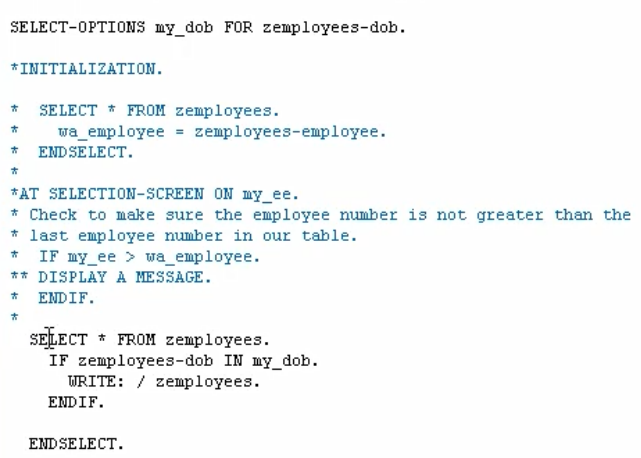 SELECT-OPTIONS my_dob FOR zemployees-dob.
*INITIALIZATION.
*  SELECT * FROM zemployees.
*    wa_employee = zemployees-employee.
*  ENDSELECT.
*
*AT SELECTION-SCREEN ON my_ee.
* Check to make sure the employee number is not greater than the
* last employee number in our table.
*  IF my_ee > wa_employee.
** DISPLAY A MESSAGE.
*  ENDIF.
*
SELECT * FROM zemployees.
IF zemployees-dob IN my_dob.
WRITE: / zemployees.
ENDIF.
ENDSELECT.